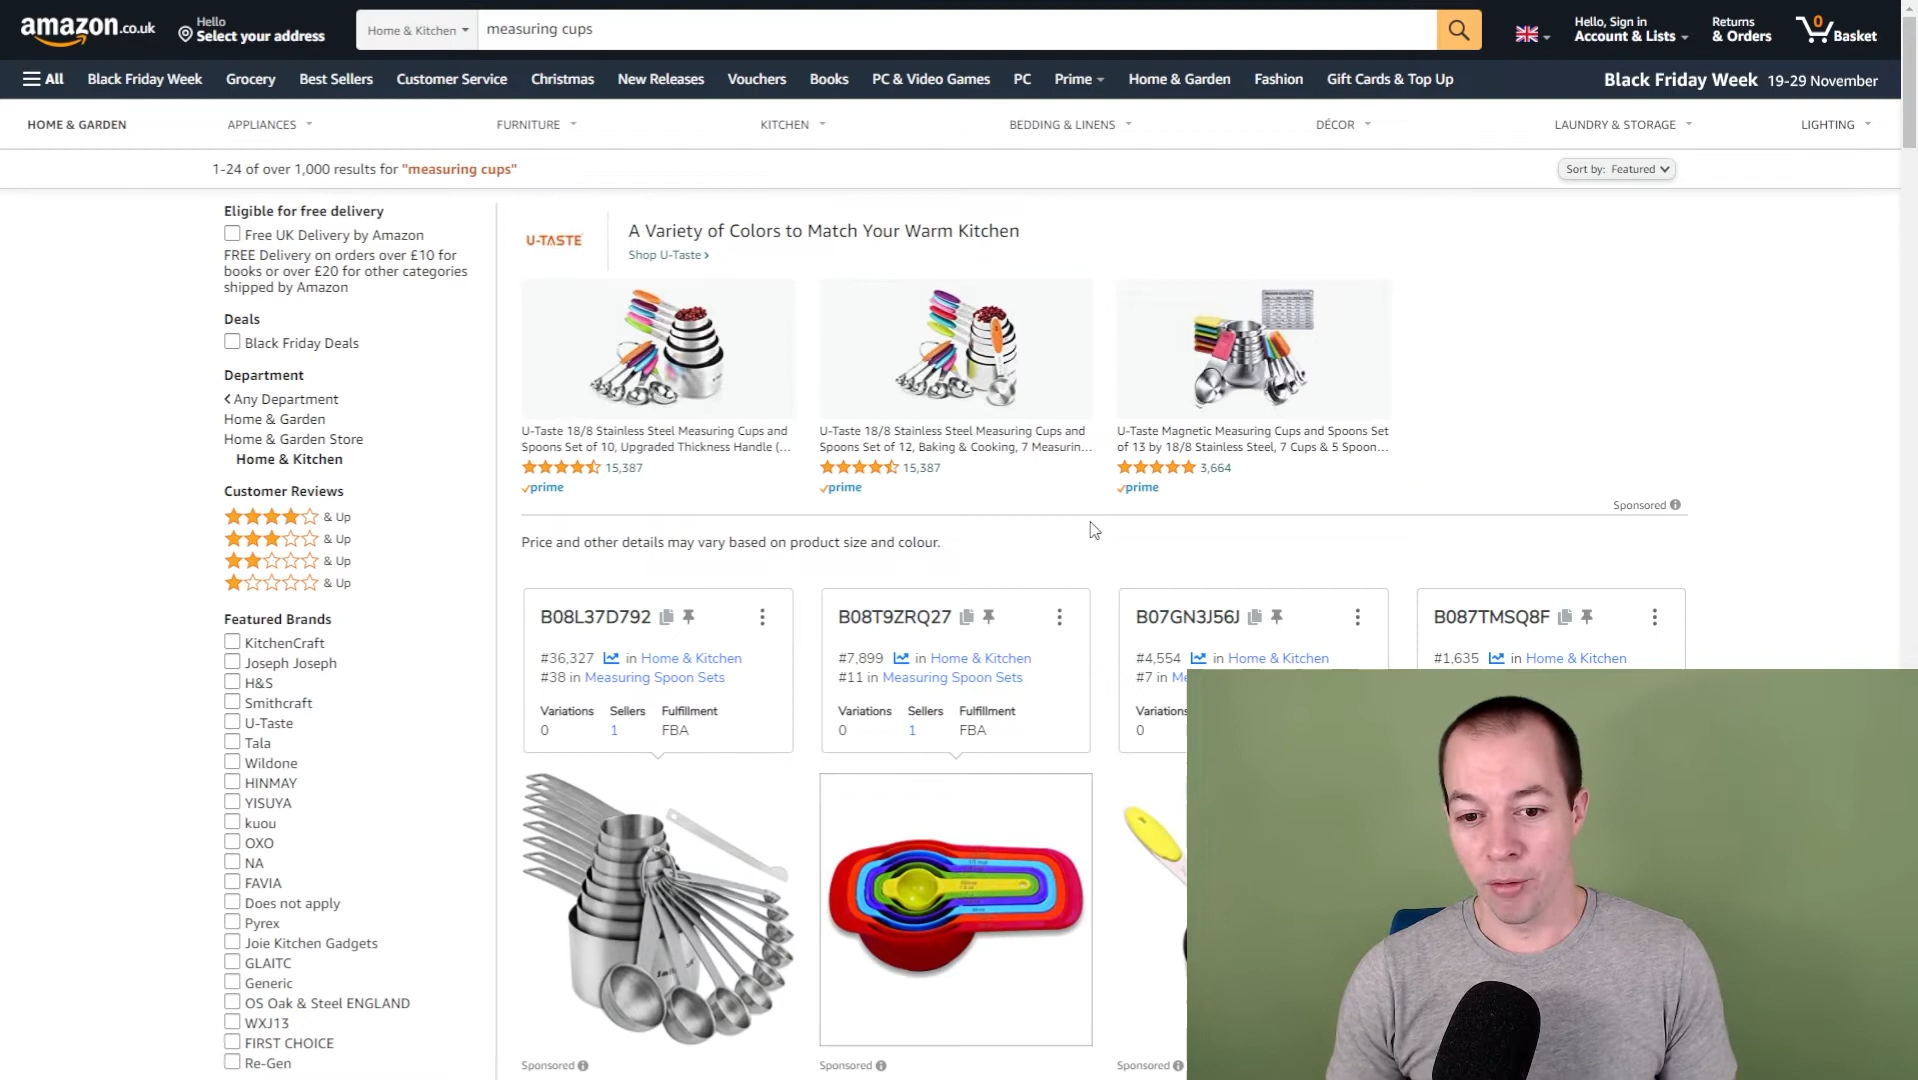 amazon.co.uk
Hello
Select your address
Home & Kitchen
measuring cups
Hello, Sign in
Account & Lists
Returns
& Orders
0
Basket
All
Black Friday Week
Grocery
Best Sellers
Customer Service
Christmas
New Releases
Vouchers
Books
PC & Video Games
PC
Prime
Home & Garden
Fashion
Gift Cards & Top Up
Black Friday Week 19-29 November
HOME & GARDEN
APPLIANCES
FURNITURE
KITCHEN
BEDDING & LINENS
DÉCOR
LAUNDRY & STORAGE
LIGHTING
1-24 of over 1,000 results for "measuring cups"
Sort by: Featured
Eligible for free delivery
Free UK Delivery by Amazon
FREE Delivery on orders over £10 for
books or over £20 for other categories
shipped by Amazon
Deals
Black Friday Deals
Department
Any Department
Home & Garden
Home & Garden Store
Home & Kitchen
Customer Reviews
& Up
& Up
& Up
& Up
Featured Brands
KitchenCraft
Joseph Joseph
H&S
Smithcraft
U-Taste
Tala
Wildone
HINMAY
YISUYA
kuou
OXO
NA
FAVIA
Does not apply
Pyrex
Joie Kitchen Gadgets
GLAITC
Generic
OS Oak & Steel ENGLAND
WXJ13
FIRST CHOICE
Re-Gen
U-TASTE
A Variety of Colors to Match Your Warm Kitchen
Shop U-Taste ›
U-Taste 18/8 Stainless Steel Measuring Cups and
Spoons Set of 10, Upgraded Thickness Handle (...
15,387
prime
U-Taste 18/8 Stainless Steel Measuring Cups and
Spoons Set of 12, Baking & Cooking, 7 Measurin...
15,387
prime
U-Taste Magnetic Measuring Cups and Spoons Set
of 13 by 18/8 Stainless Steel, 7 Cups & 5 Spoon...
3,664
prime
Sponsored
Price and other details may vary based on product size and colour.
B08L37D792
#36,327 in Home & Kitchen
#38 in Measuring Spoon Sets
Variations Sellers Fulfillment
0 1 FBA
Sponsored
B08T9ZRQ27
#7,899 in Home & Kitchen
#11 in Measuring Spoon Sets
Variations Sellers Fulfillment
0 1 FBA
Sponsored
B07GN3J56J
#4,554 in Home & Kitchen
#7 in Me
Variations
0
Sponsored
B087TMSQ8F
#1,635 in Home & Kitchen